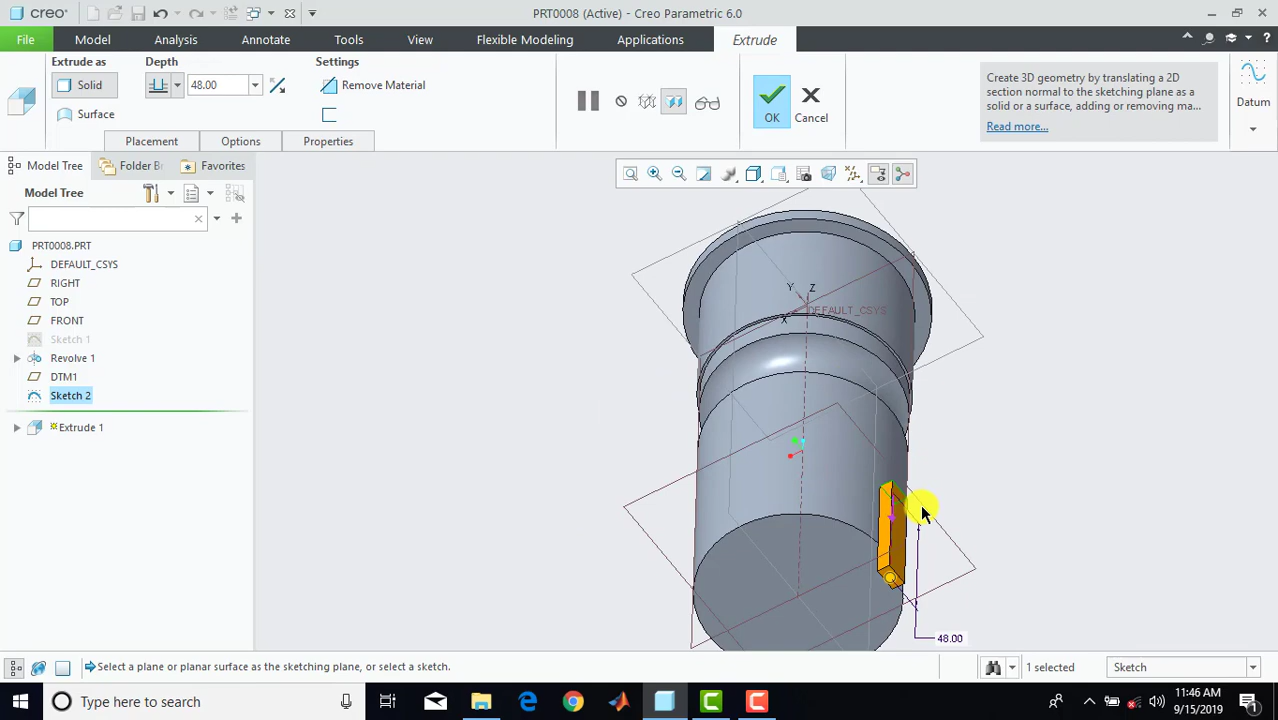 creo
PRT0008 (Active) - Creo Parametric 6.0
File
Model
Analysis
Annotate
Tools
View
Flexible Modeling
Applications
Extrude
Extrude as
Depth
Settings
Solid
48.00
Remove Material
Surface
OK
Cancel
Create 3D geometry by translating a 2D
section normal to the sketching plane as
a solid or a surface, adding or removing ma...
Read more...
Datum
Placement
Options
Properties
Model Tree
Folder B
Favorites
Model Tree
PRT0008.PRT
DEFAULT_CSYS
RIGHT
TOP
FRONT
Sketch 1
Revolve 1
DTM1
Sketch 2
Extrude 1
Y
Z
X
DEFAULT_CSYS
48.00
Select a plane or planar surface as the sketching plane, or select a sketch.
1 selected
Sketch
Type here to search
11:46 AM
9/15/2019
1